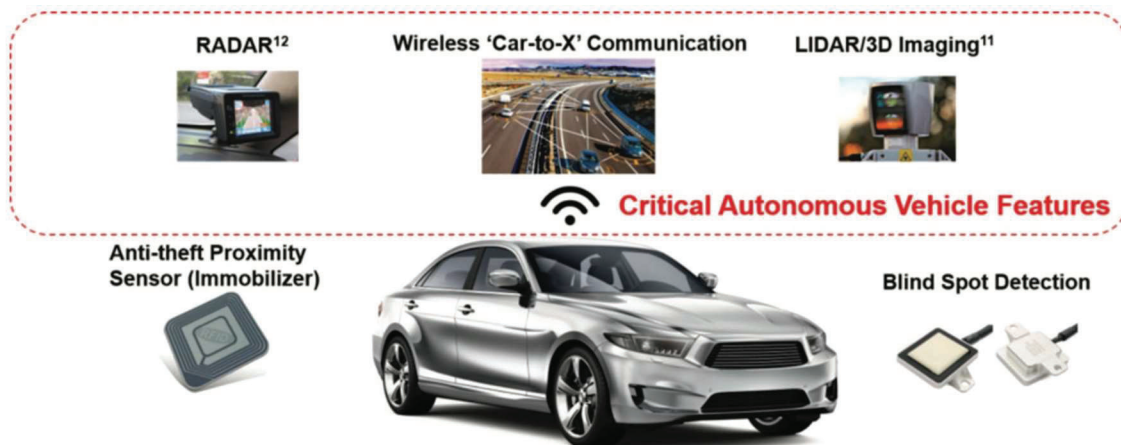 RADAR¹²
Wireless ‘Car-to-X’ Communication
LIDAR/3D Imaging¹¹
Critical Autonomous Vehicle Features
Anti-theft Proximity
Sensor (Immobilizer)
Blind Spot Detection